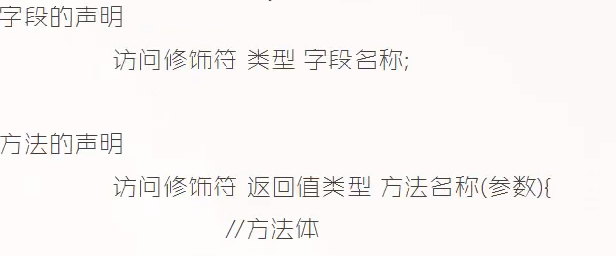 字段的声明
访问修饰符 类型 字段名称;
方法的声明
访问修饰符 返回值类型 方法名称(参数){
//方法体